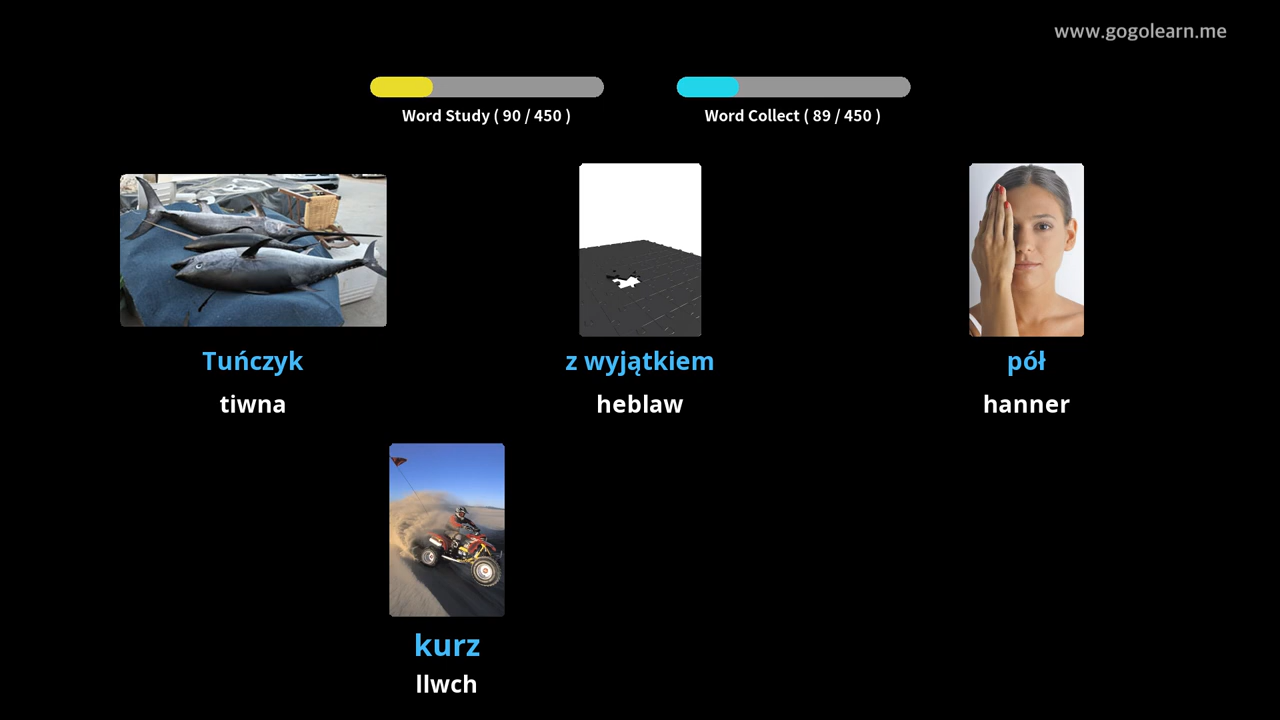 www.gogolearn.me
Word Study ( 90 / 450 )
Word Collect ( 89 / 450 )
Tuńczyk
tiwna
z wyjątkiem
heblaw
pół
hanner
kurz
llwch